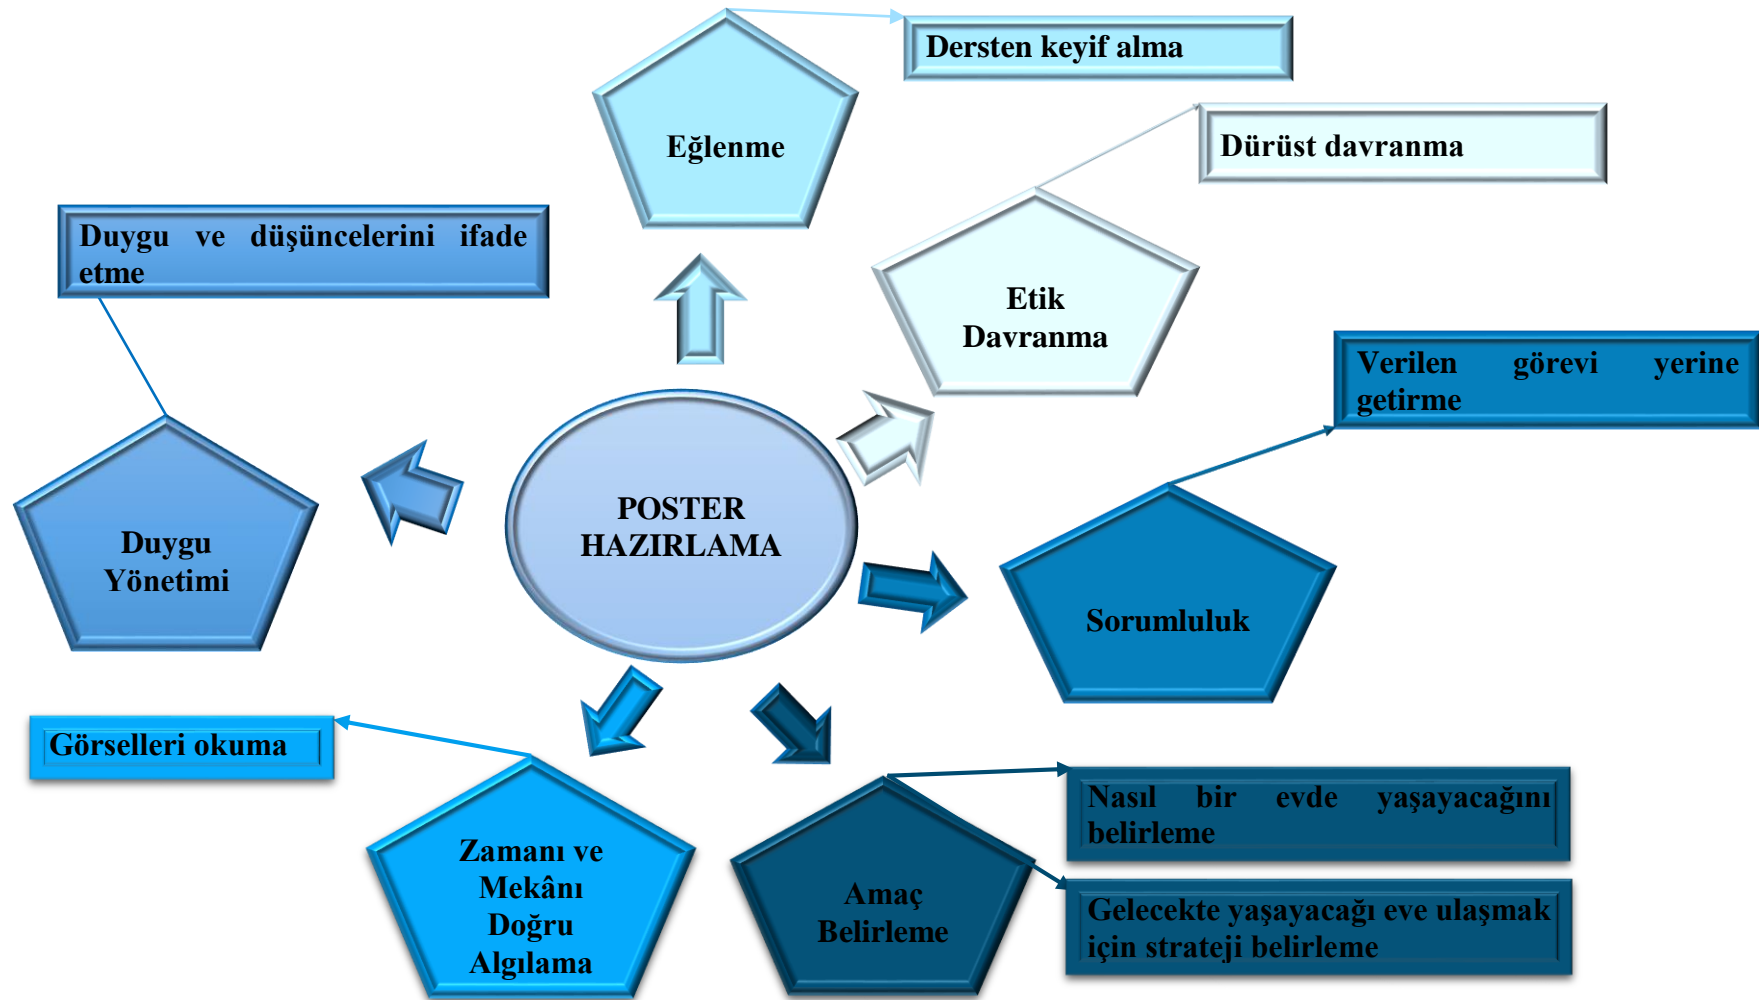 Dersten keyif alma
Eğlenme
Dürüst davranma
Etik
Davranma
Duygu ve düşüncelerini ifade
etme
Verilen görevi yerine
getirme
POSTER
HAZIRLAMA
Duygu
Yönetimi
Sorumluluk
Görselleri okuma
Zamanı ve
Mekânı
Doğru
Algılama
Amaç
Belirleme
Nasıl bir evde yaşayacağını
belirleme
Gelecekte yaşayacağı eve ulaşmak
için strateji belirleme